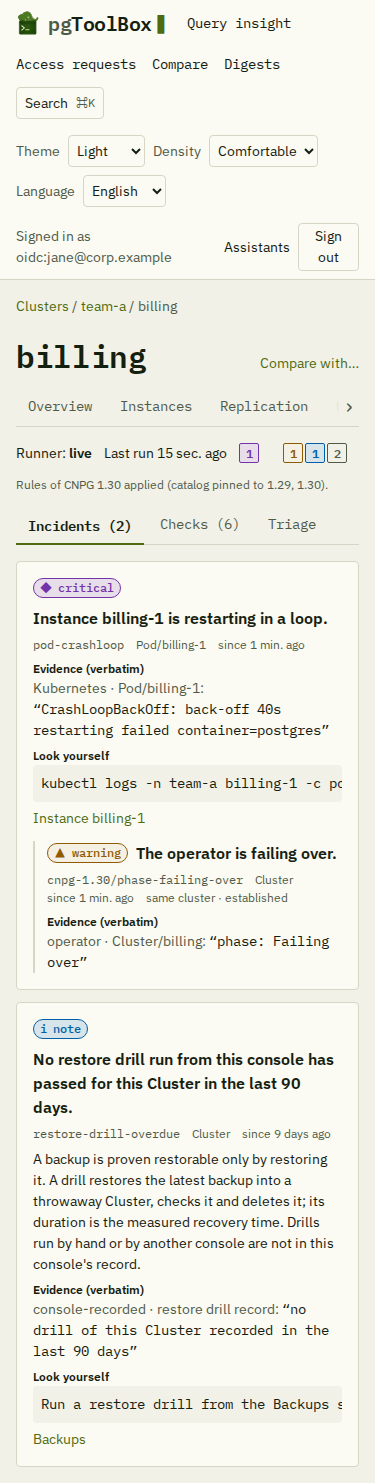 pgToolBox Query insight
Access requests Compare Digests
Search ⌘K
Theme Light Density Comfortable
Language English
Signed in as
oidc:jane@corp.example
Assistants
Sign
out
Clusters / team-a / billing
billing
Compare with…
Overview Instances Replication
Runner: live Last run 15 sec. ago 1 1 1 2
Rules of CNPG 1.30 applied (catalog pinned to 1.29, 1.30).
Incidents (2) Checks (6) Triage
critical
Instance billing-1 is restarting in a loop.
pod-crashloop Pod/billing-1 since 1 min. ago
Evidence (verbatim)
Kubernetes · Pod/billing-1:
“CrashLoopBackOff: back-off 40s
restarting failed container=postgres”
Look yourself
kubectl logs -n team-a billing-1 -c
Instance billing-1
warning The operator is failing over.
cnpg-1.30/phase-failing-over Cluster
since 1 min. ago same cluster · established
Evidence (verbatim)
operator · Cluster/billing: “phase: Failing
over”
i note
No restore drill run from this console has
passed for this Cluster in the last 90
days.
restore-drill-overdue Cluster since 9 days ago
A backup is proven restorable only by restoring
it. A drill restores the latest backup into a
throwaway Cluster, checks it and deletes it; its
duration is the measured recovery time. Drills
run by hand or by another console are not in this
console's record.
Evidence (verbatim)
console-recorded · restore drill record: “no
drill of this Cluster recorded in the
last 90 days”
Look yourself
Run a restore drill from the Backups
Backups